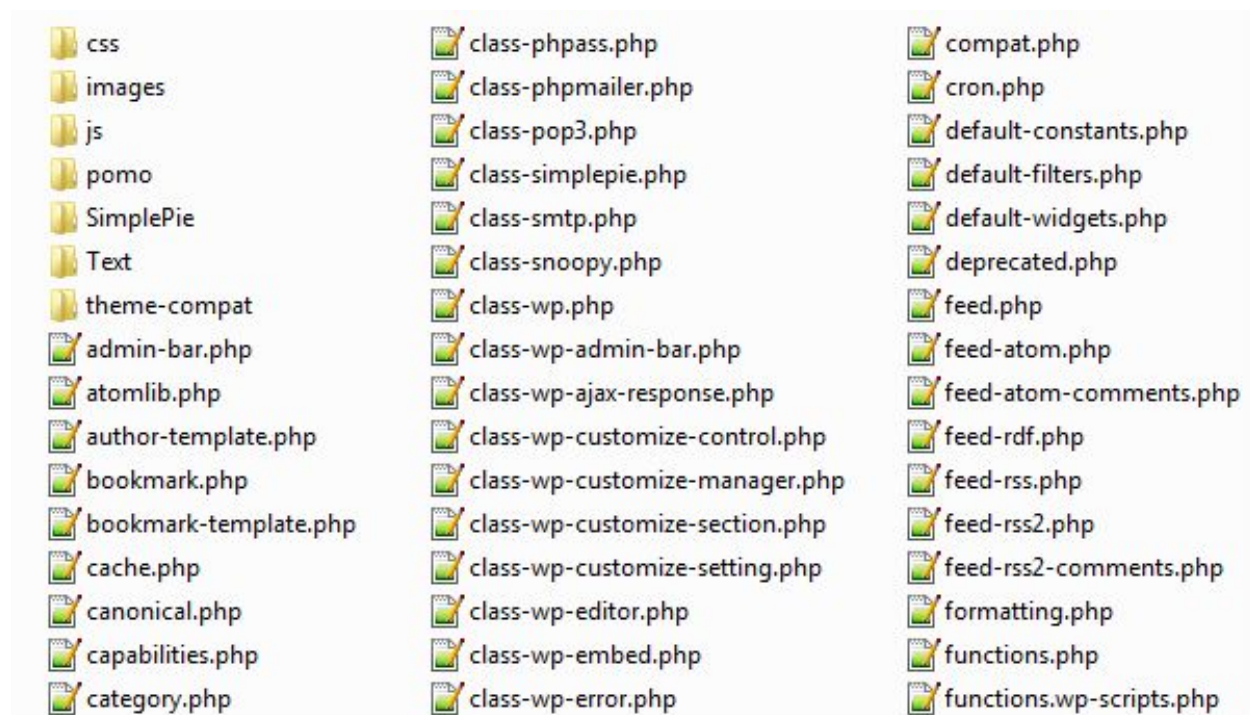 css
images
js
pomo
SimplePie
Text
theme-compat
admin-bar.php
atomlib.php
author-template.php
bookmark.php
bookmark-template.php
cache.php
canonical.php
capabilities.php
category.php
class-phpass.php
class-phpmailer.php
class-pop3.php
class-simplepie.php
class-smtp.php
class-snoopy.php
class-wp.php
class-wp-admin-bar.php
class-wp-ajax-response.php
class-wp-customize-control.php
class-wp-customize-manager.php
class-wp-customize-section.php
class-wp-customize-setting.php
class-wp-editor.php
class-wp-embed.php
class-wp-error.php
compat.php
cron.php
default-constants.php
default-filters.php
default-widgets.php
deprecated.php
feed.php
feed-atom.php
feed-atom-comments.php
feed-rdf.php
feed-rss.php
feed-rss2.php
feed-rss2-comments.php
formatting.php
functions.php
functions.wp-scripts.php